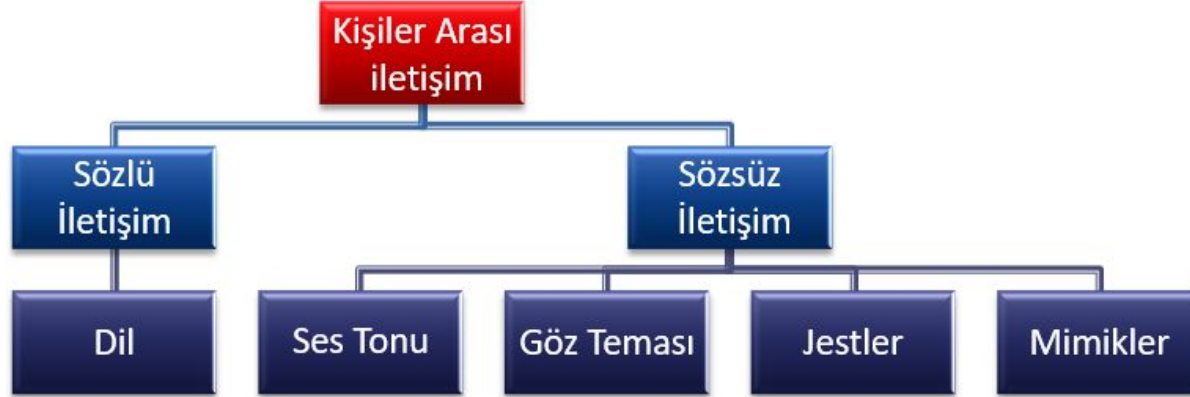 Kişiler Arası
iletişim
Sözlü
İletişim
Sözsüz
İletişim
Dil
Ses Tonu
Göz Teması
Jestler
Mimikler